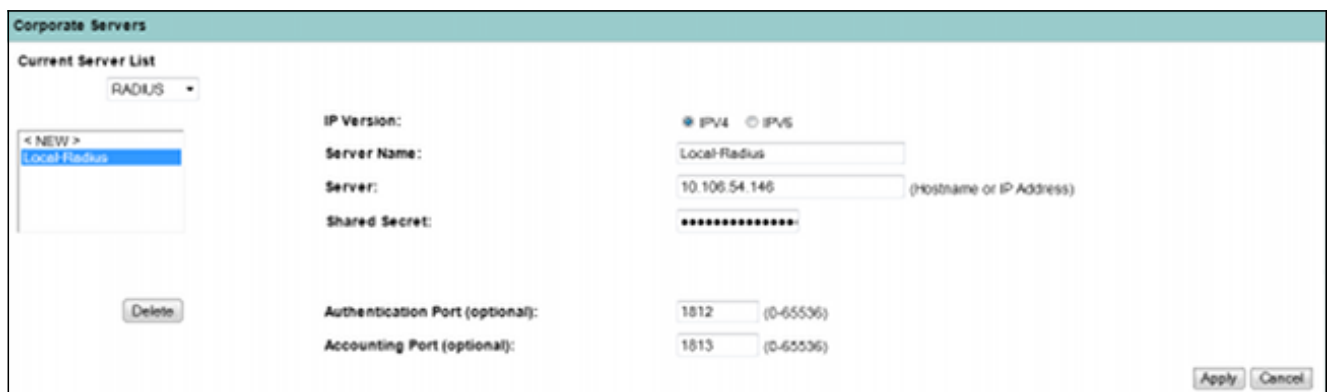 Corporate Servers
Current Server List
RADIUS
< NEW >
Local-Radius
Delete
IP Version: IPV4 IPV6
Server Name: Local-Radius
Server: 10.106.54.146 (Hostname or IP Address)
Shared Secret: •••••••••••••••
Authentication Port (optional): 1812 (0-65536)
Accounting Port (optional): 1813 (0-65536)
Apply Cancel